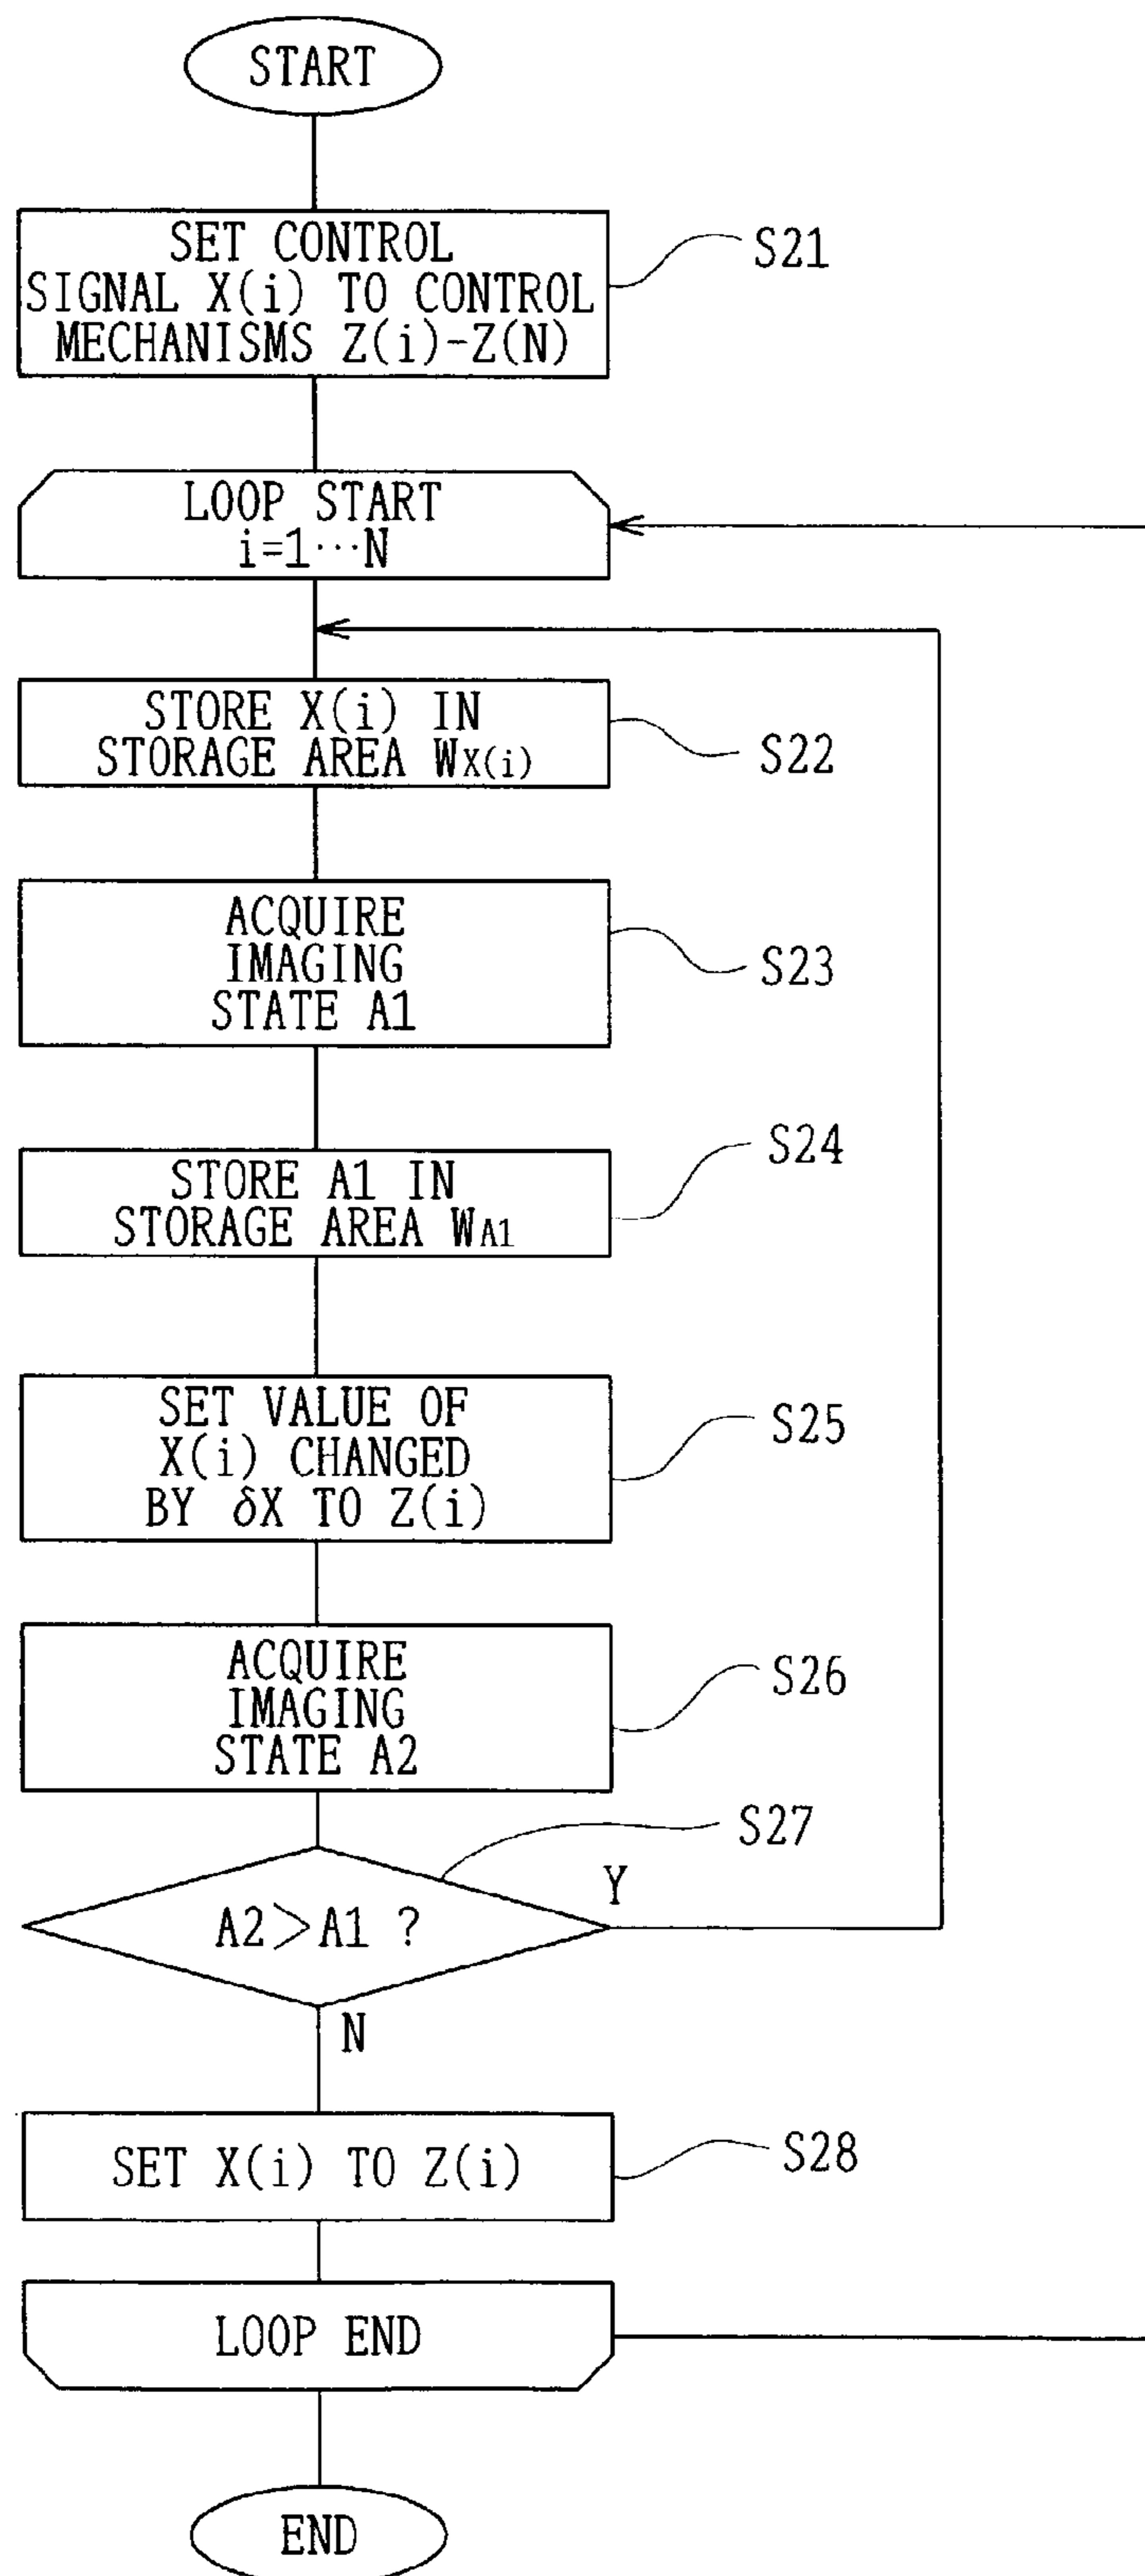 START
SET CONTROL
SIGNAL X(i) TO CONTROL
MECHANISMS Z(i)-Z(N)
S21
LOOP START
i=1···N
STORE X(i) IN
STORAGE AREA WX(i)
S22
ACQUIRE
IMAGING
STATE A1
S23
STORE A1 IN
STORAGE AREA WA1
S24
SET VALUE OF
X(i) CHANGED
BY δX TO Z(i)
S25
ACQUIRE
IMAGING
STATE A2
S26
S27
A2>A1 ?
Y
N
SET X(i) TO Z(i)
S28
LOOP END
END